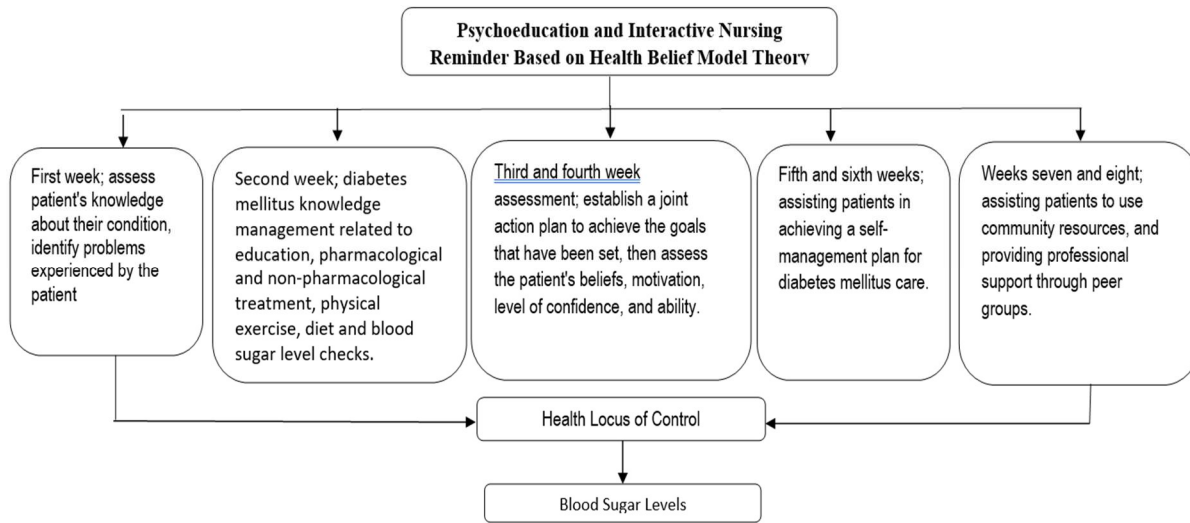 Psychoeducation and Interactive Nursing
Reminder Based on Health Belief Model Theory
First week; assess
patient's knowledge
about their condition,
identify problems
experienced by the
patient
Second week; diabetes
mellitus knowledge
management related to
education, pharmacological
and non-pharmacological
treatment, physical
exercise, diet and blood
sugar level checks.
Third and fourth week
assessment; establish a joint
action plan to achieve the goals
that have been set, then assess
the patient's beliefs, motivation,
level of confidence, and ability.
Fifth and sixth weeks;
assisting patients in
achieving a self-
management plan for
diabetes mellitus care.
Weeks seven and eight;
assisting patients to use
community resources, and
providing professional
support through peer
groups.
Health Locus of Control
Blood Sugar Levels